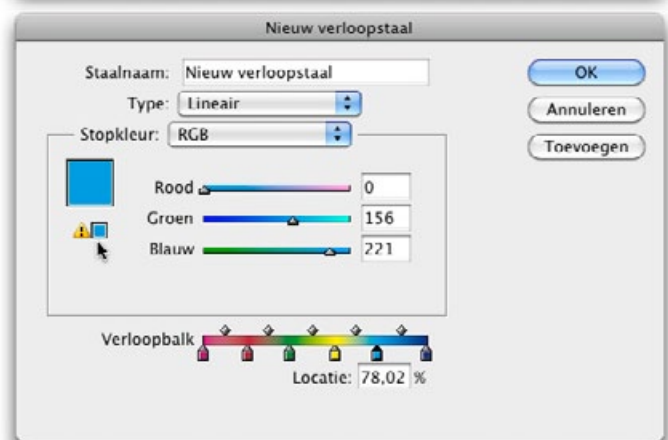 Nieuw verloopstaal
Staalnaam: Nieuw verloopstaal
OK
Type: Lineair
Annuleren
Stopkleur: RGB
Toevoegen
Rood 0
Groen 156
Blauw 221
Verloopbalk
Locatie: 78,02 %